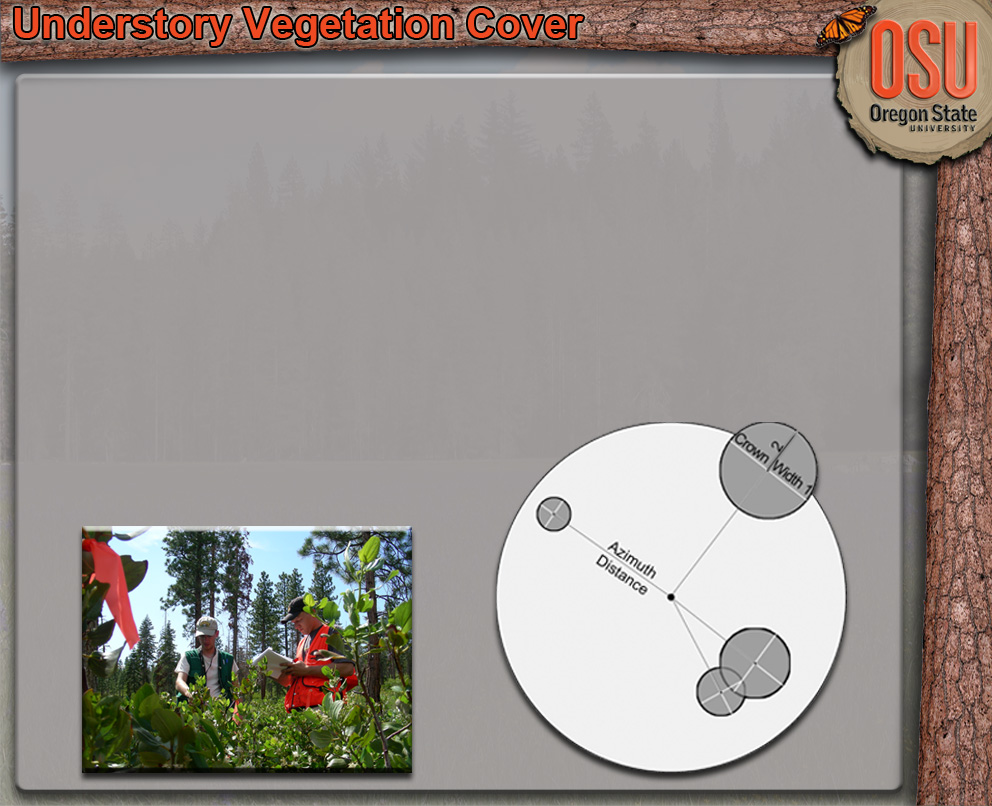 Understory Vegetation Cover
OSU
Oregon State
UNIVERSITY
Crown Width 1
2
Azimuth
Distance